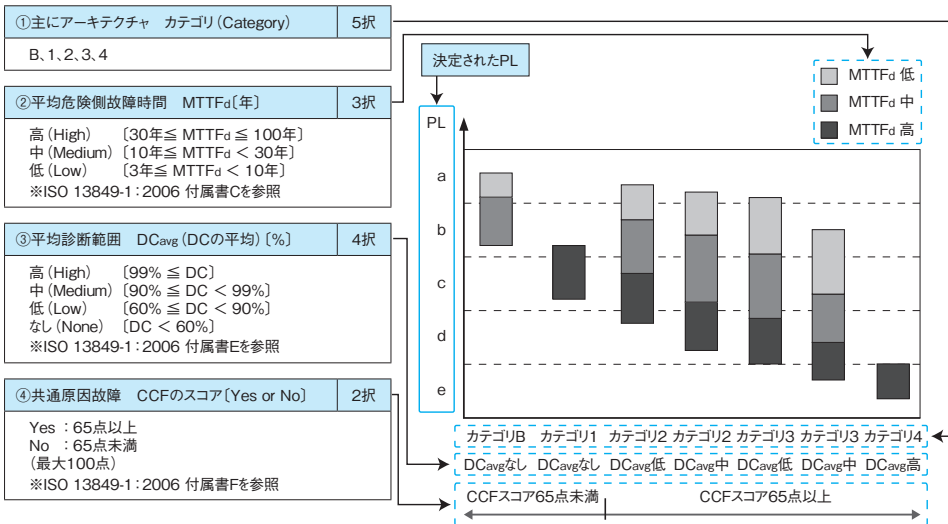 ①主にアーキテクチャ カテゴリ(Category) 5択
B、1、2、3、4
②平均危険側故障時間 MTTFd〔年〕 3択
高(High) 〔30年≦ MTTFd ≦ 100年〕
中(Medium) 〔10年≦ MTTFd < 30年〕
低(Low) 〔3年≦ MTTFd < 10年〕
※ISO 13849-1:2006 付属書Cを参照
③平均診断範囲 DCavg(DCの平均)〔%〕 4択
高(High) 〔99% ≦ DC〕
中(Medium) 〔90% ≦ DC < 99%〕
低(Low) 〔60% ≦ DC < 90%〕
なし(None) 〔DC < 60%〕
※ISO 13849-1:2006 付属書Eを参照
④共通原因故障 CCFのスコア〔Yes or No〕 2択
Yes :65点以上
No :65点未満
(最大100点)
※ISO 13849-1:2006 付属書Fを参照
決定されたPL
MTTFd 低
MTTFd 中
MTTFd 高
PL
a
b
c
d
e
カテゴリB カテゴリ1 カテゴリ2 カテゴリ2 カテゴリ3 カテゴリ3 カテゴリ4
DCavgなし DCavgなし DCavg低 DCavg中 DCavg低 DCavg中 DCavg高
CCFスコア65点未満 CCFスコア65点以上